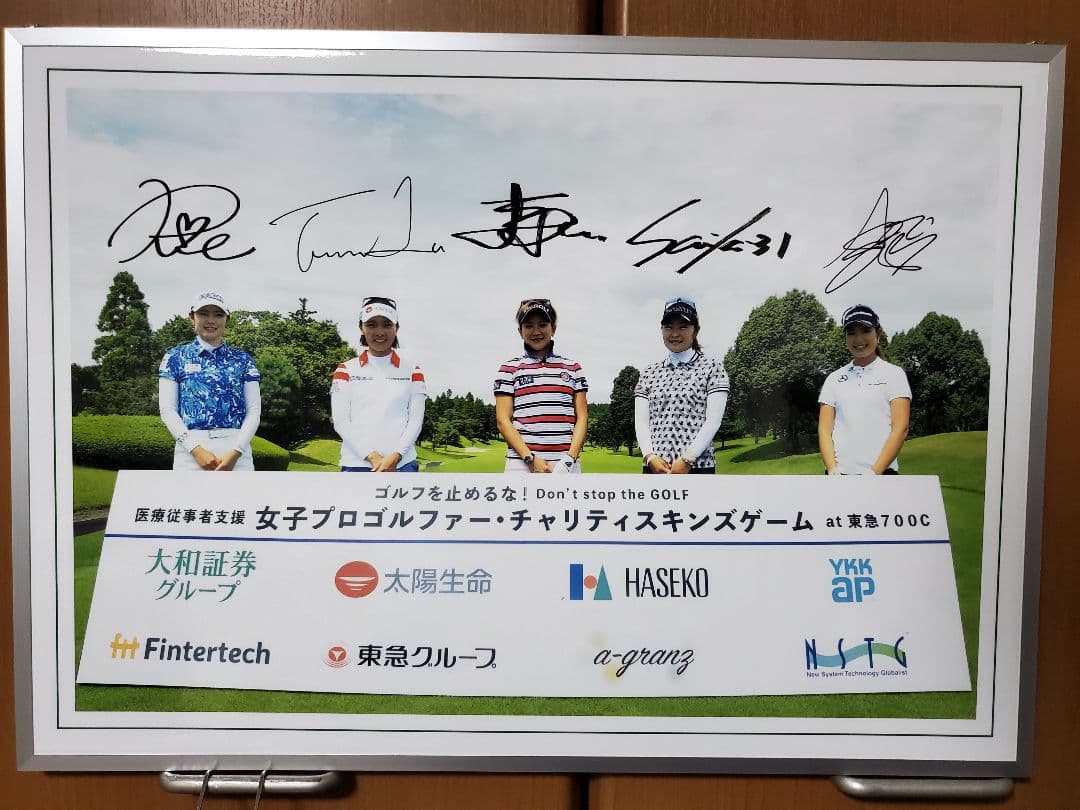 ゴルフを止めるな! Don't stop the GOLF
医療従事者支援 女子プロゴルファー・チャリティスキンズゲーム at 東急700C
大和証券
グループ
太陽生命
HASEKO
YKK
ap
Fintertech
東急グループ
a-granz
NSTG
New System Technology Globalist